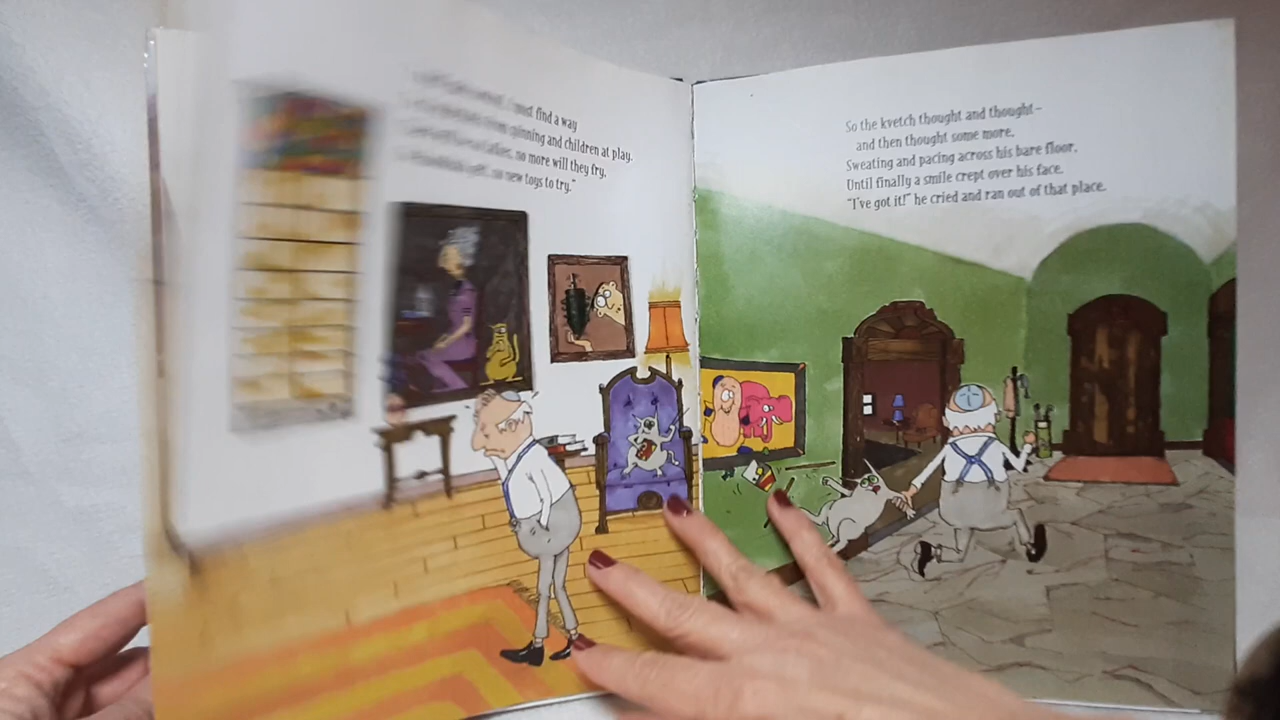 must find a way
spinning and children at play.
no more will they fry,
no new toys to try."
So the kvetch thought and thought–
and then thought some more.
Sweating and pacing across his bare floor.
Until finally a smile crept over his face.
"I've got it!" he cried and ran out of that place.